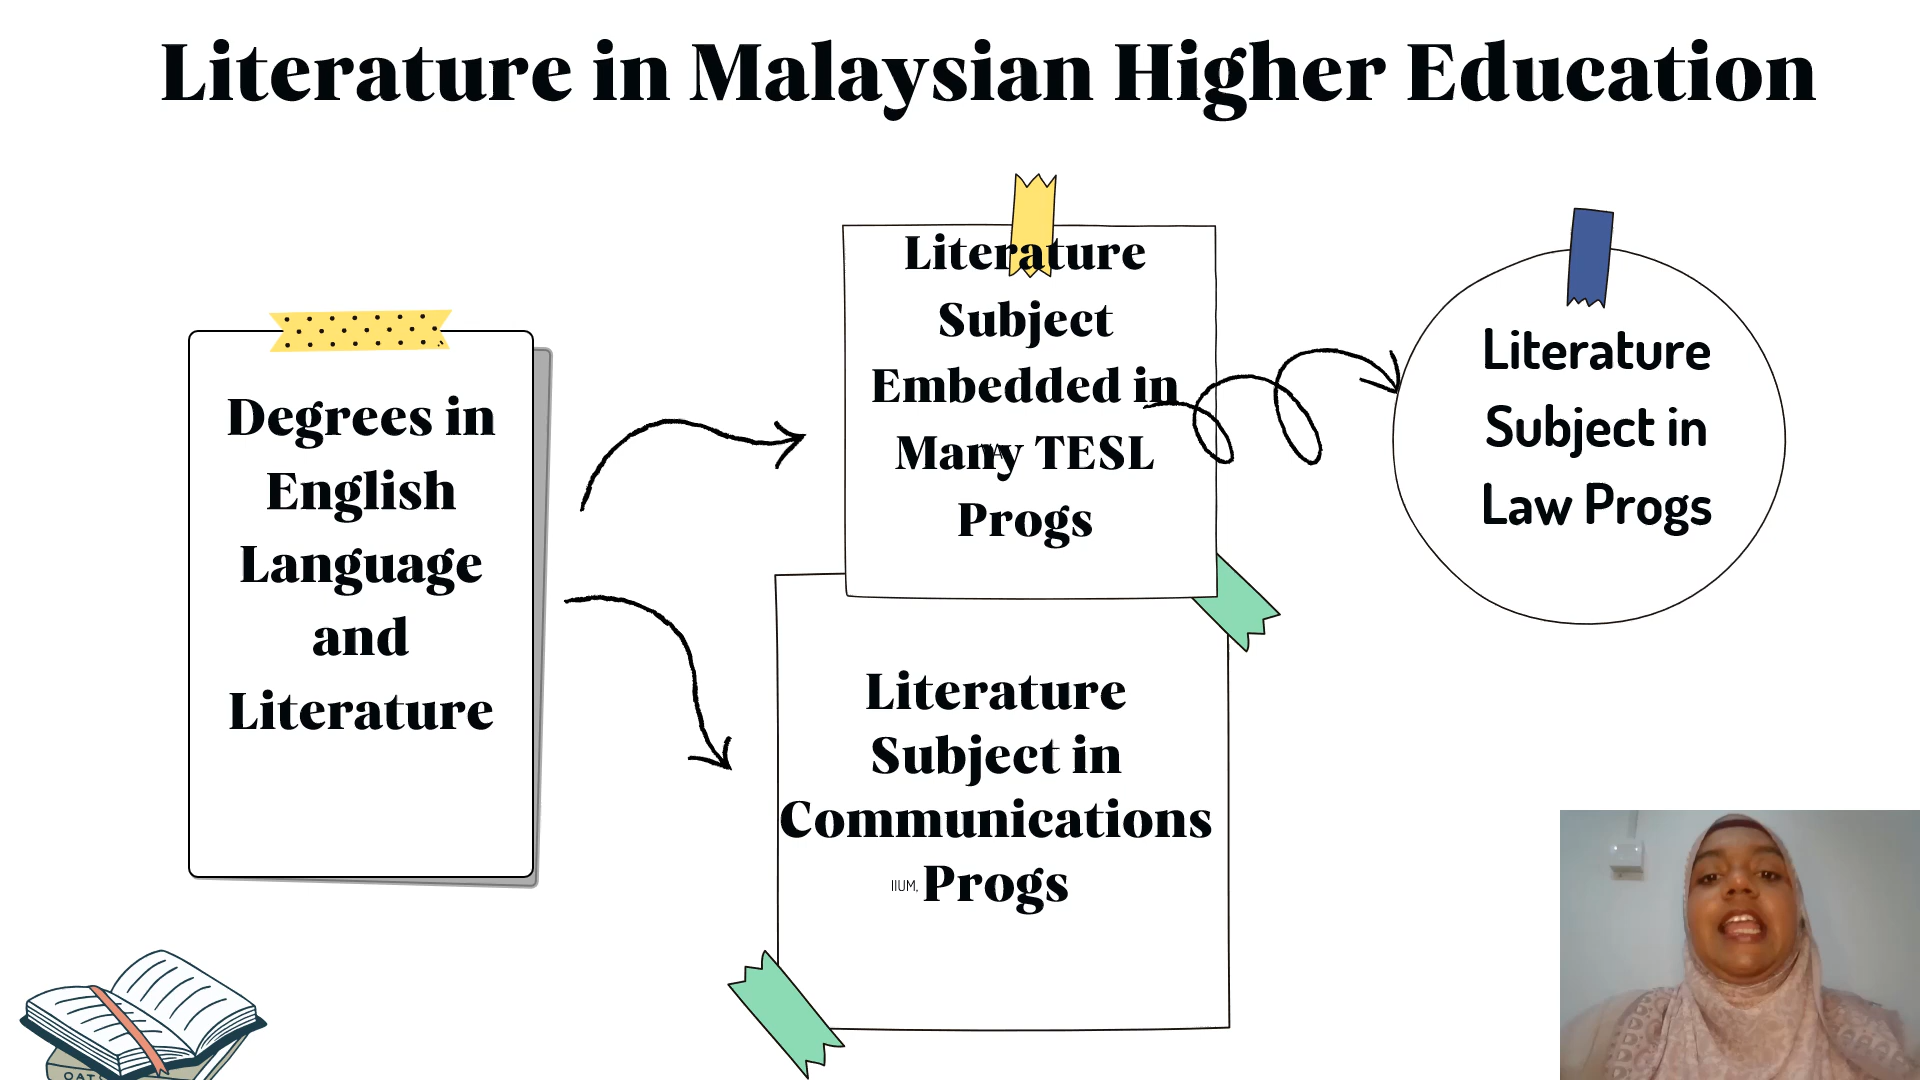 Literature in Malaysian Higher Education
Degrees in
English
Language
and
Literature
Literature
Subject
Embedded in
Many TESL
Progs
Literature
Subject in
Communications
IIUM, Progs
Literature
Subject in
Law Progs
OAT